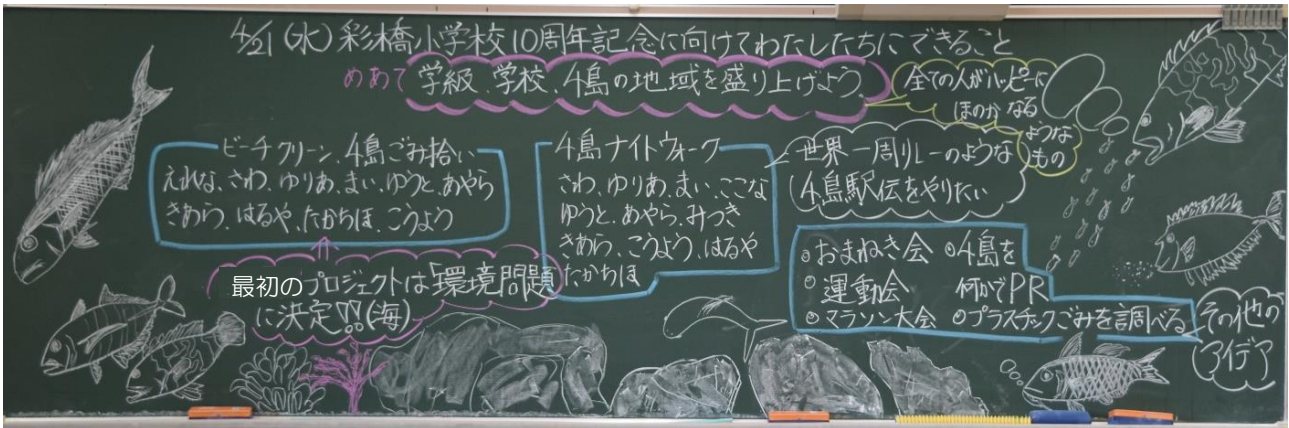 4/21(水)彩橋小学校10周年記念に向けてわたしたちにできること
めあて 学級、学校、4島の地域を盛り上げよう。
全ての人がハッピーに
ほのか なる
ような
もの
ビーチクリーン、4島ごみ拾い
えれな、さわ、ゆりあ、まい、ゆうと、あやら
きあら、はるや、たかちほ、こうよう
最初のプロジェクトは「環境問題
に決定!!(海)
4島ナイトウォーク
さわ、ゆりあ、まい、ここな
ゆうと、あやら、みつき
きあら、こうよう、はるや
たかちほ
世界一周リレーのような
4島駅伝をやりたい
○おまねき会
○運動会
○マラソン大会
○4島を
何かでPR
○プラスチックごみを調べる
その他の
アイデア